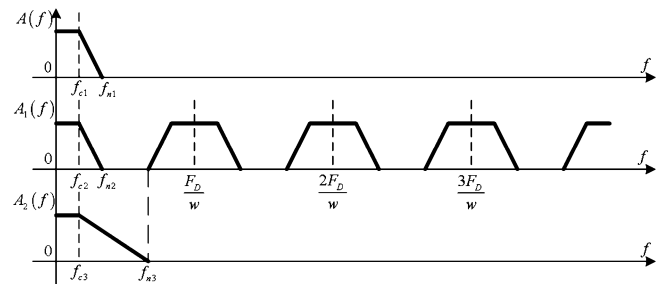 A(f)
f
0
f_{c1} f_{n1}
A_1(f)
f
0
f_{c2} f_{n2} F_D/w 2F_D/w 3F_D/w
A_2(f)
f
0
f_{c3} f_{n3}